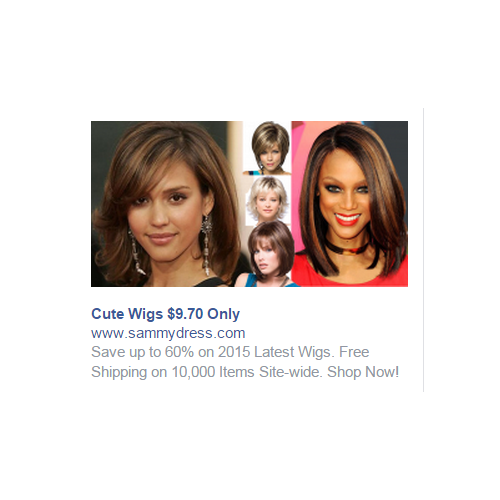 Cute Wigs $9.70 Only
www.sammydress.com
Save up to 60% on 2015 Latest Wigs. Free
Shipping on 10,000 Items Site-wide. Shop Now!